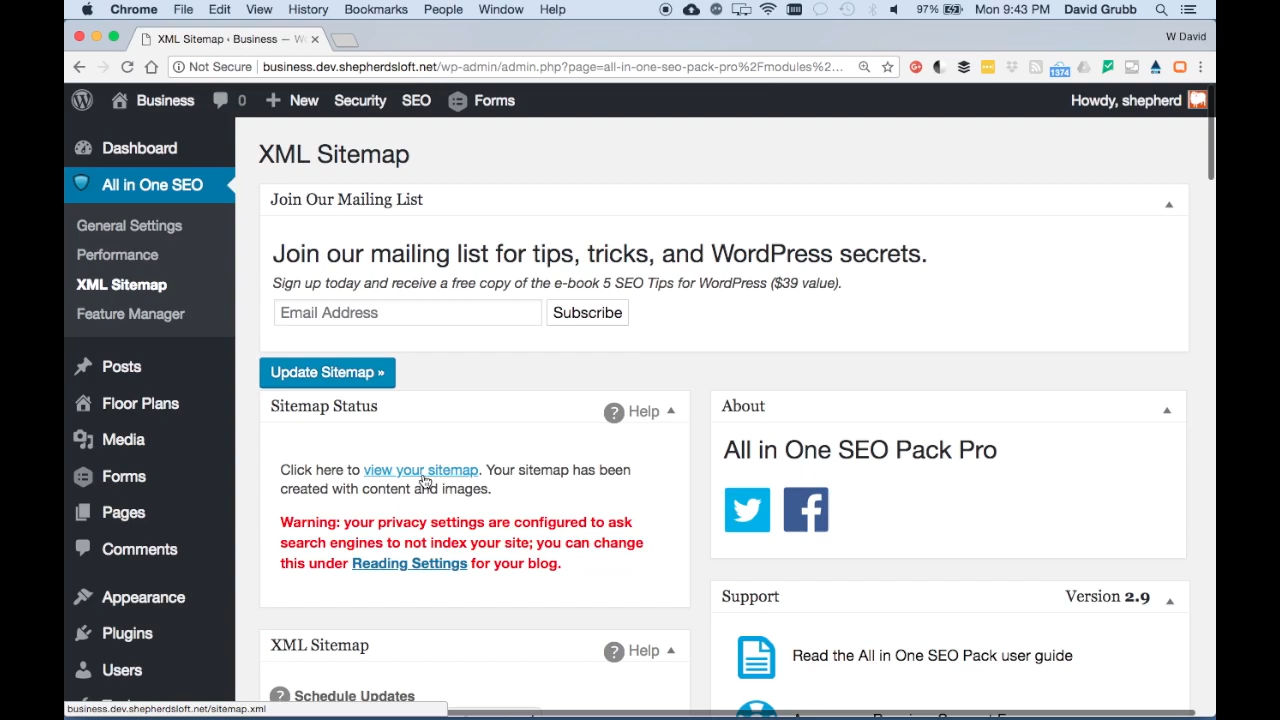 Chrome File Edit View History Bookmarks People Window Help 97% Mon 9:43 PM David Grubb
XML Sitemap ‹ Business — W
W David
Not Secure business.dev.shepherdsloft.net/wp-admin/admin.php?page=all-in-one-seo-pack-pro%2Fmodules%2...
1374
Business 0 New Security SEO Forms Howdy, shepherd
Dashboard
All in One SEO
General Settings
Performance
XML Sitemap
Feature Manager
Posts
Floor Plans
Media
Forms
Pages
Comments
Appearance
Plugins
Users
XML Sitemap
Join Our Mailing List
Join our mailing list for tips, tricks, and WordPress secrets.
Sign up today and receive a free copy of the e-book 5 SEO Tips for WordPress ($39 value).
Email Address Subscribe
Update Sitemap »
Sitemap Status ? Help
Click here to view your sitemap. Your sitemap has been
created with content and images.
Warning: your privacy settings are configured to ask
search engines to not index your site; you can change
this under Reading Settings for your blog.
XML Sitemap ? Help
? Schedule Updates
About
All in One SEO Pack Pro
Support Version 2.9
Read the All in One SEO Pack user guide
business.dev.shepherdsloft.net/sitemap.xml